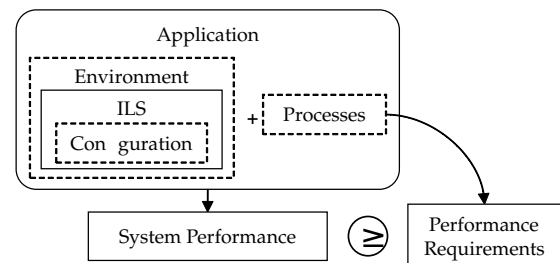 Application
Environment
ILS
Con guration
+
Processes
System Performance
≥
Performance
Requirements